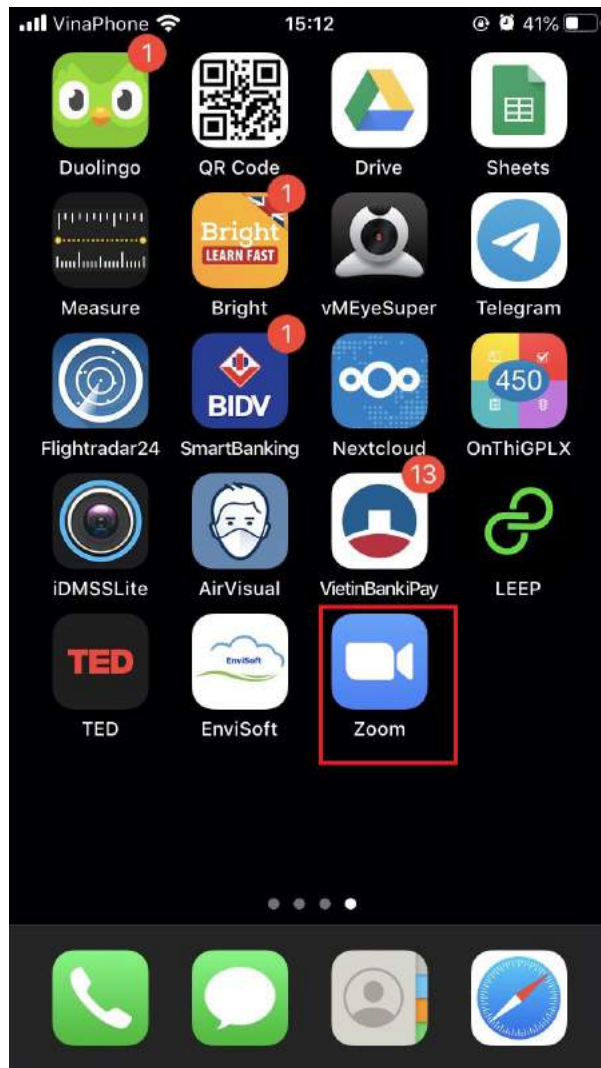 VinaPhone 15:12 41%
1
Duolingo QR Code Drive Sheets
1
Bright
LEARN FAST
Measure Bright vMEyeSuper Telegram
1
BIDV
450
Flightradar24 SmartBanking Nextcloud OnThiGPLX
13
iDMSSLite AirVisual VietinBankiPay LEEP
TED
EnviSoft
TED EnviSoft Zoom